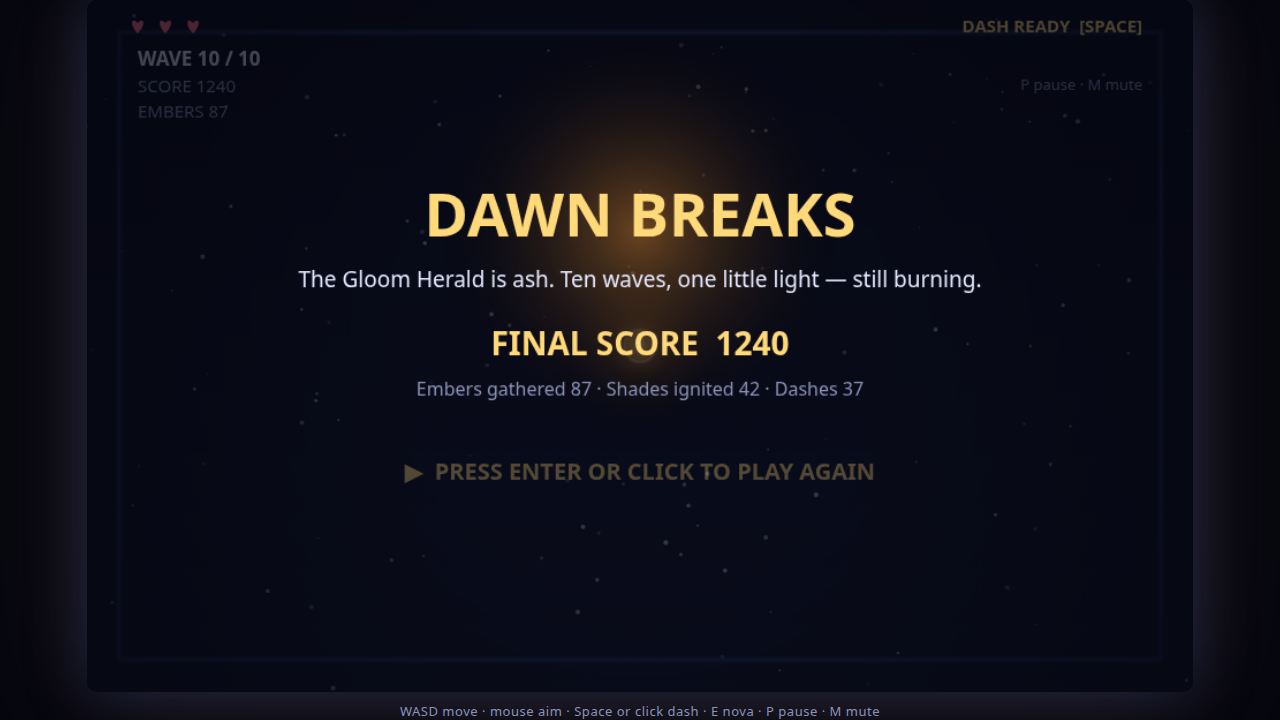 ♥ ♥ ♥
DASH READY [SPACE]
WAVE 10 / 10
SCORE 1240
P pause · M mute
EMBERS 87
DAWN BREAKS
The Gloom Herald is ash. Ten waves, one little light — still burning.
FINAL SCORE 1240
Embers gathered 87 · Shades ignited 42 · Dashes 37
▶ PRESS ENTER OR CLICK TO PLAY AGAIN
WASD move · mouse aim · Space or click dash · E nova · P pause · M mute